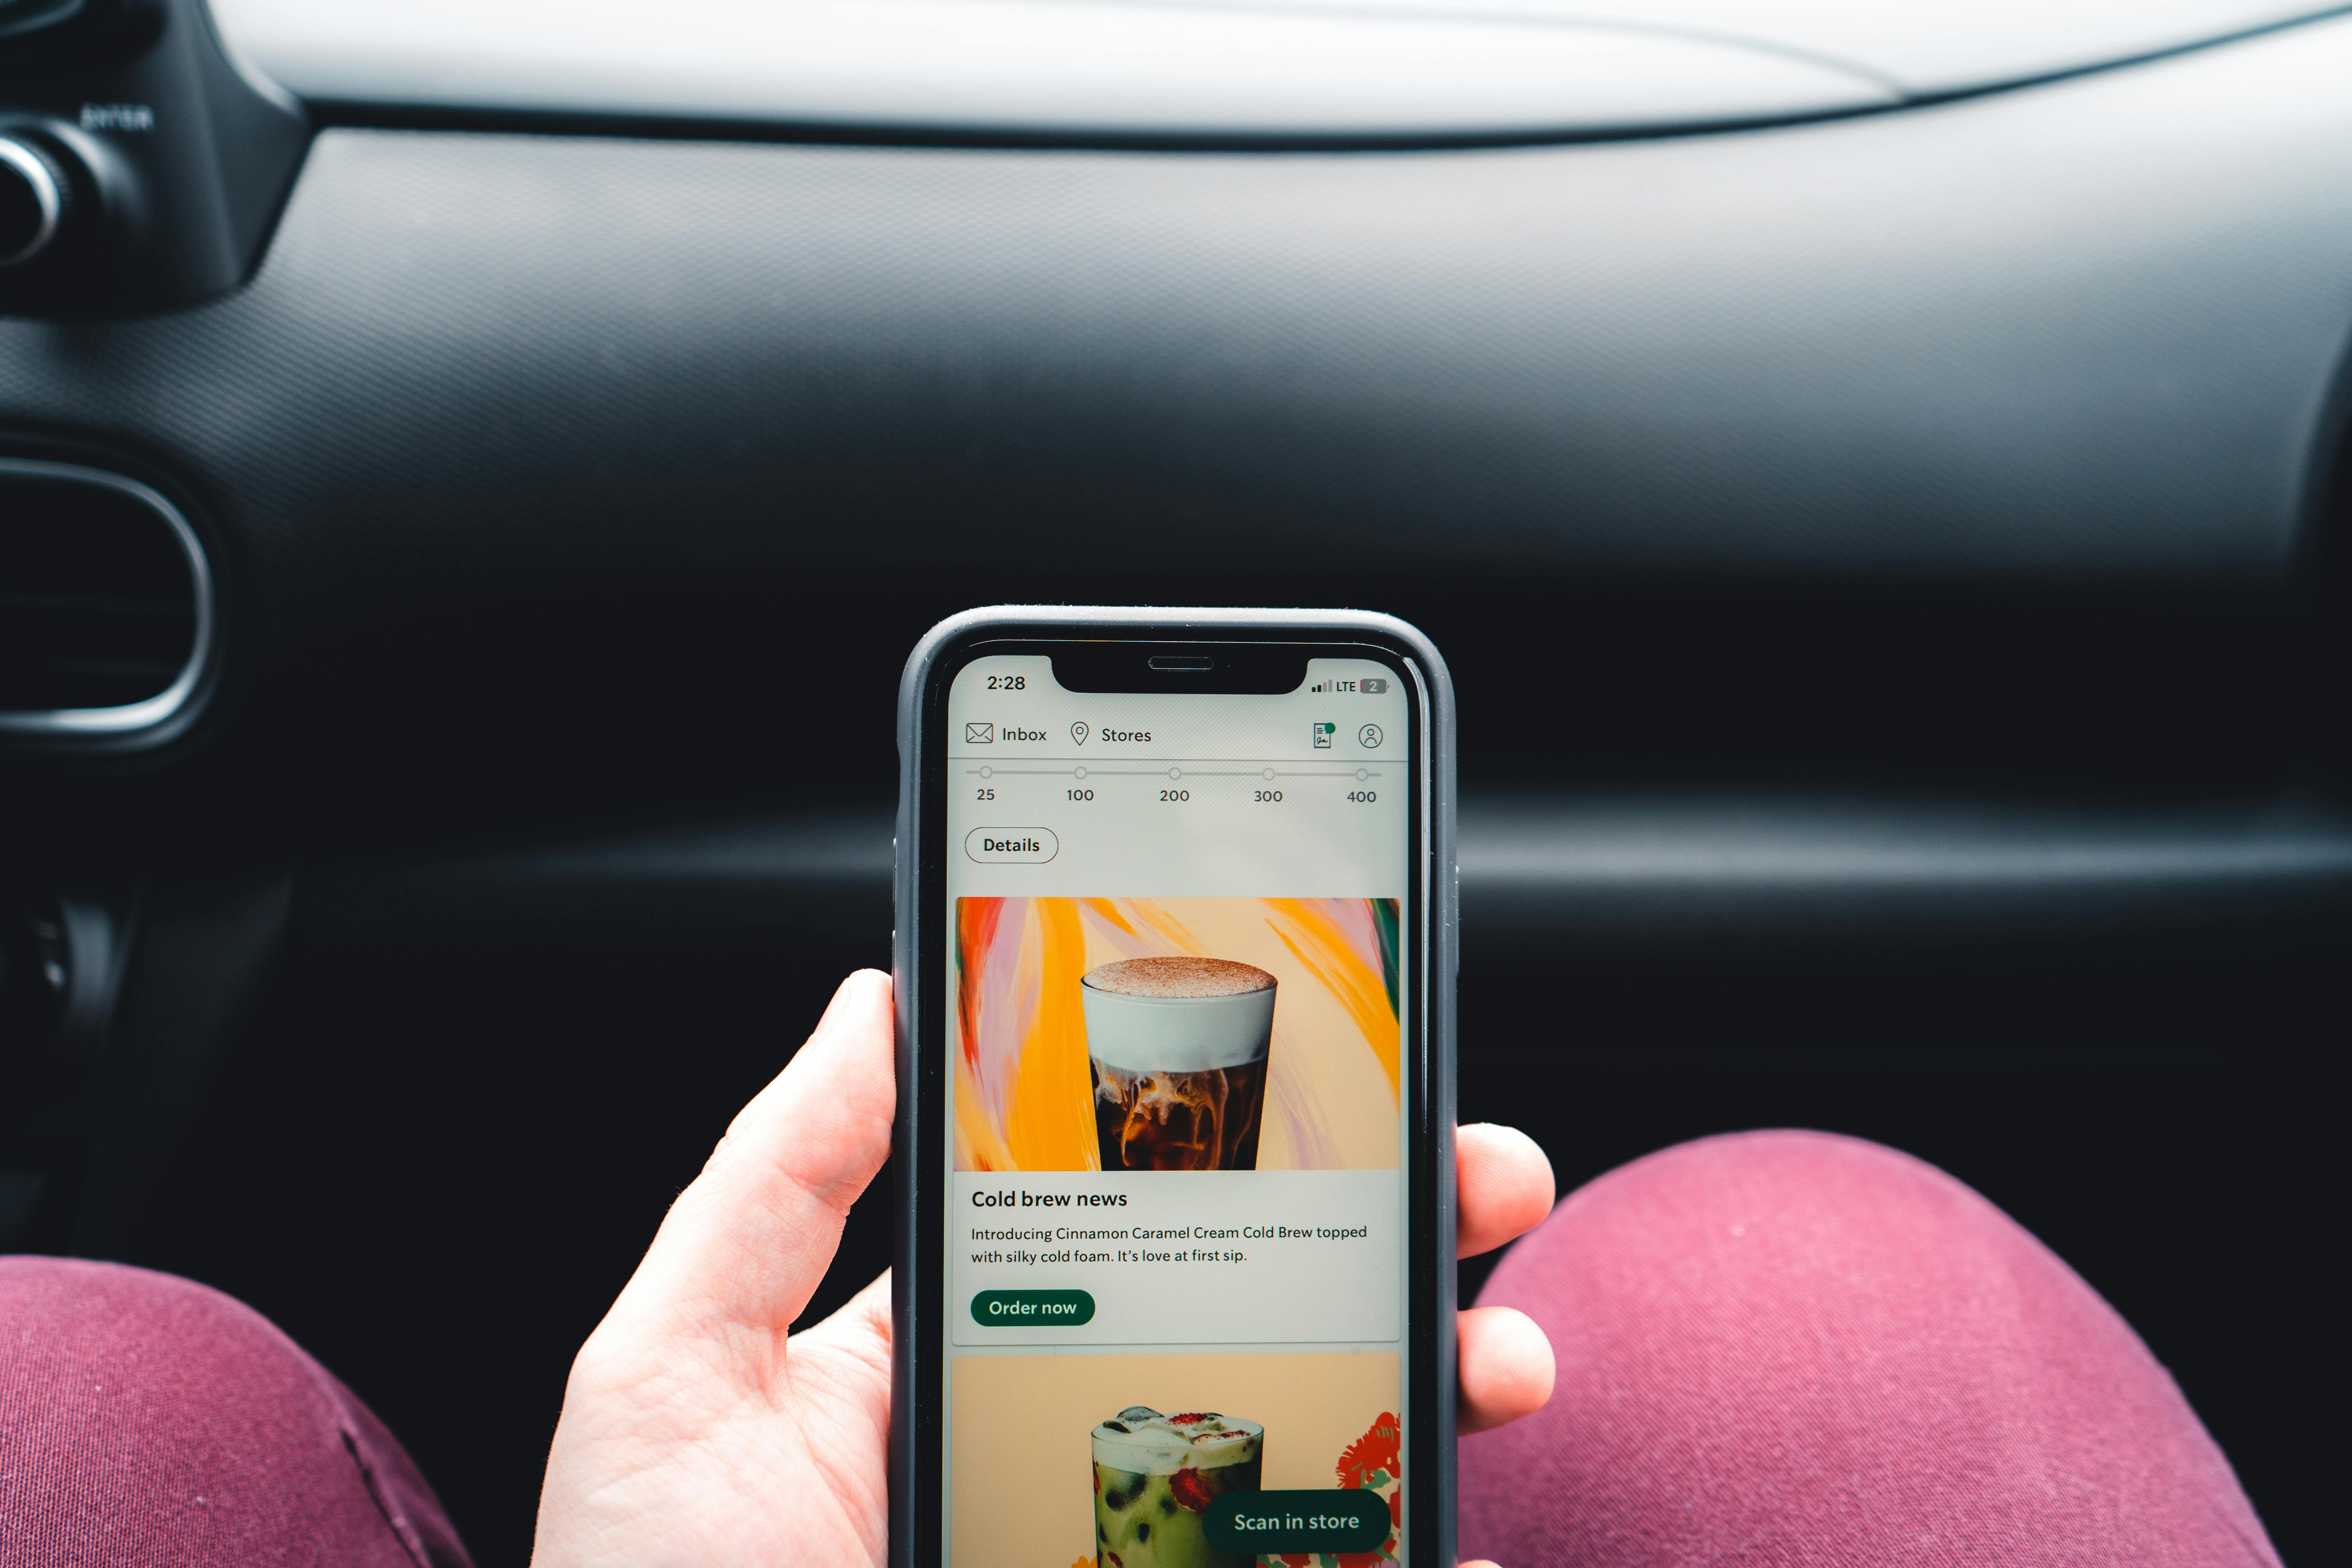 ENTER
2:28 LTE 2
Inbox Stores
25 100 200 300 400
Details
Cold brew news
Introducing Cinnamon Caramel Cream Cold Brew topped
with silky cold foam. It's love at first sip.
Order now
Scan in store